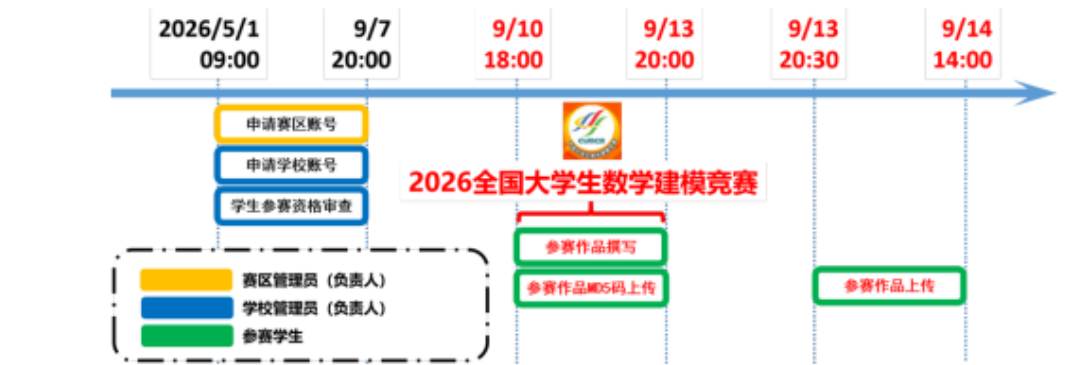 2026/5/1
09:00
9/7
20:00
9/10
18:00
9/13
20:00
9/13
20:30
9/14
14:00
申请赛区账号
申请学校账号
学生参赛资格审查
2026全国大学生数学建模竞赛
参赛作品撰写
参赛作品MD5码上传
参赛作品上传
赛区管理员（负责人）
学校管理员（负责人）
参赛学生